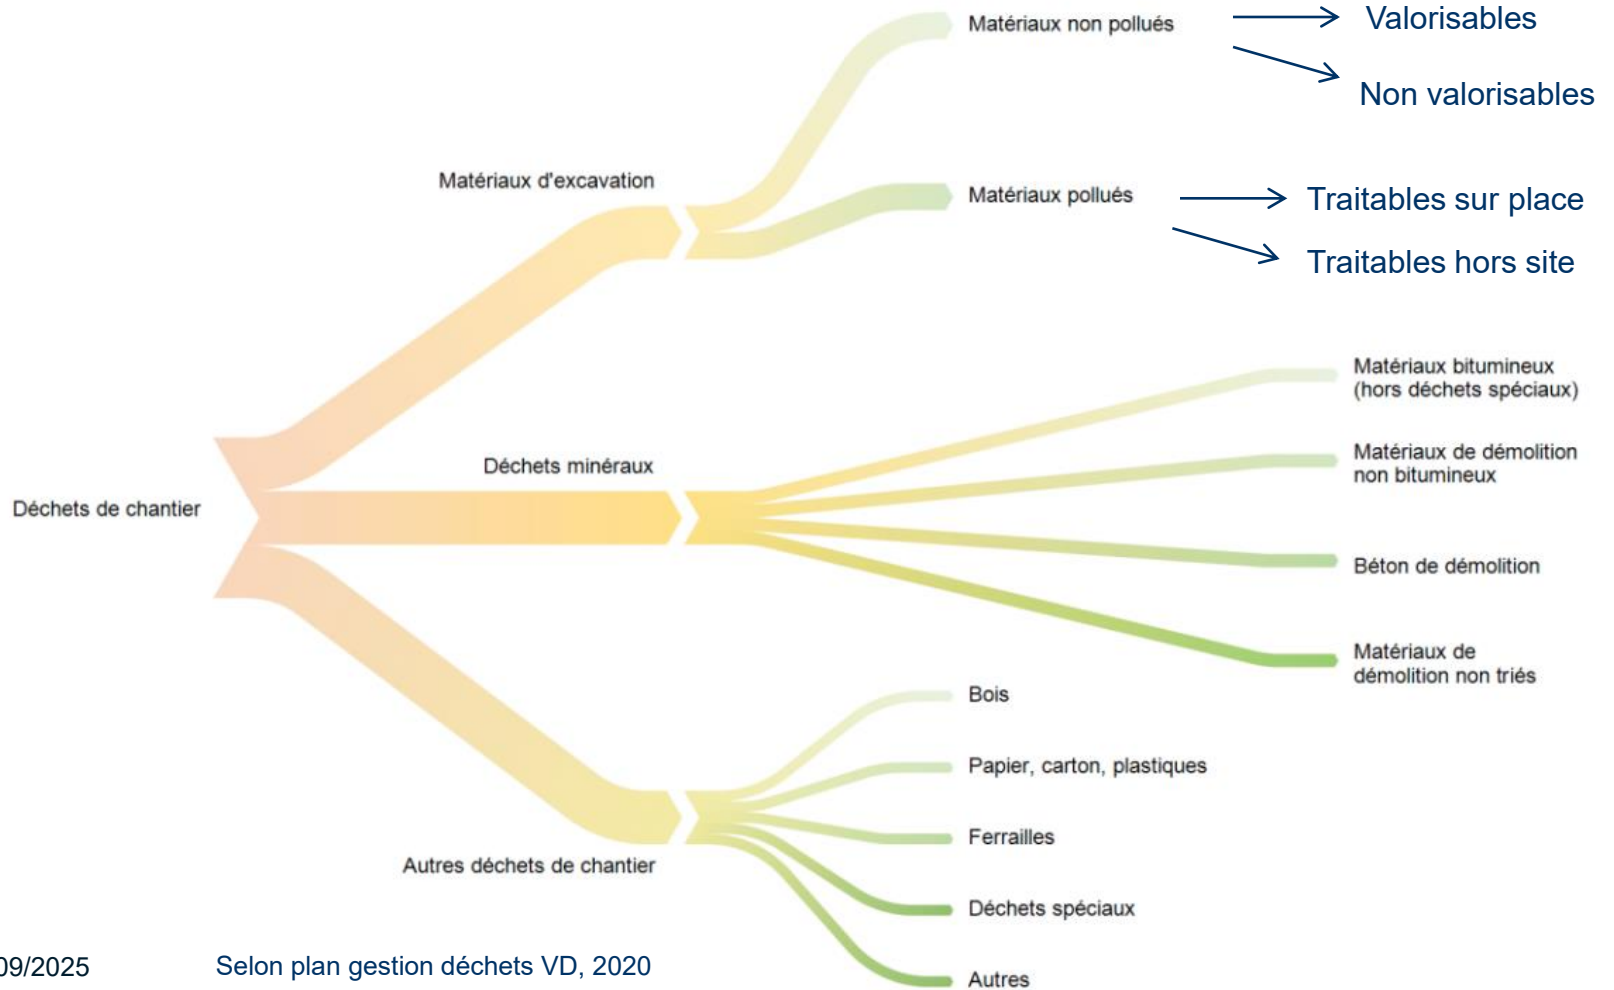 Matériaux non pollués
Valorisables
Non valorisables
Matériaux d'excavation
Matériaux pollués
Traitables sur place
Traitables hors site
Matériaux bitumineux
(hors déchets spéciaux)
Déchets minéraux
Matériaux de démolition
non bitumineux
Déchets de chantier
Béton de démolition
Matériaux de
démolition non triés
Bois
Papier, carton, plastiques
Ferrailles
Autres déchets de chantier
Déchets spéciaux
Autres
09/2025
Selon plan gestion déchets VD, 2020